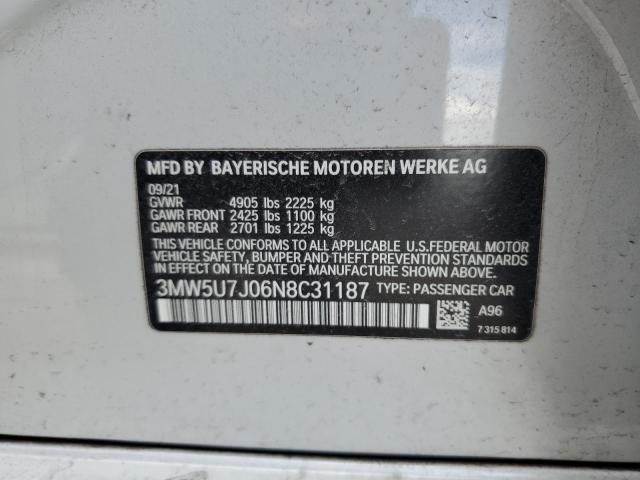 MFD BY BAYERISCHE MOTOREN WERKE AG
09/21
GVWR 4905 lbs 2225 kg
GAWR FRONT 2425 lbs 1100 kg
GAWR REAR 2701 lbs 1225 kg
THIS VEHICLE CONFORMS TO ALL APPLICABLE U.S.FEDERAL MOTOR
VEHICLE SAFETY, BUMPER AND THEFT PREVENTION STANDARDS
IN EFFECT ON THE DATE OF MANUFACTURE SHOWN ABOVE.
3MW5U7J06N8C31187 TYPE: PASSENGER CAR
A96
7 315 814